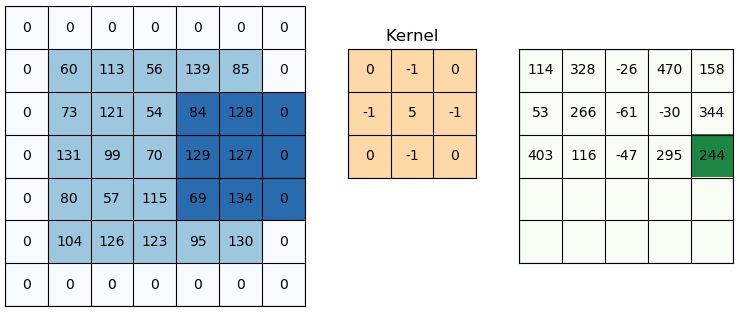 0 0 0 0 0 0 0
Kernel
0 60 113 56 139 85 0 0 -1 0 114 328 -26 470 158
0 73 121 54 84 128 0 -1 5 -1 53 266 -61 -30 344
0 131 99 70 129 127 0 0 -1 0 403 116 -47 295 244
0 80 57 115 69 134 0
0 104 126 123 95 130 0
0 0 0 0 0 0 0